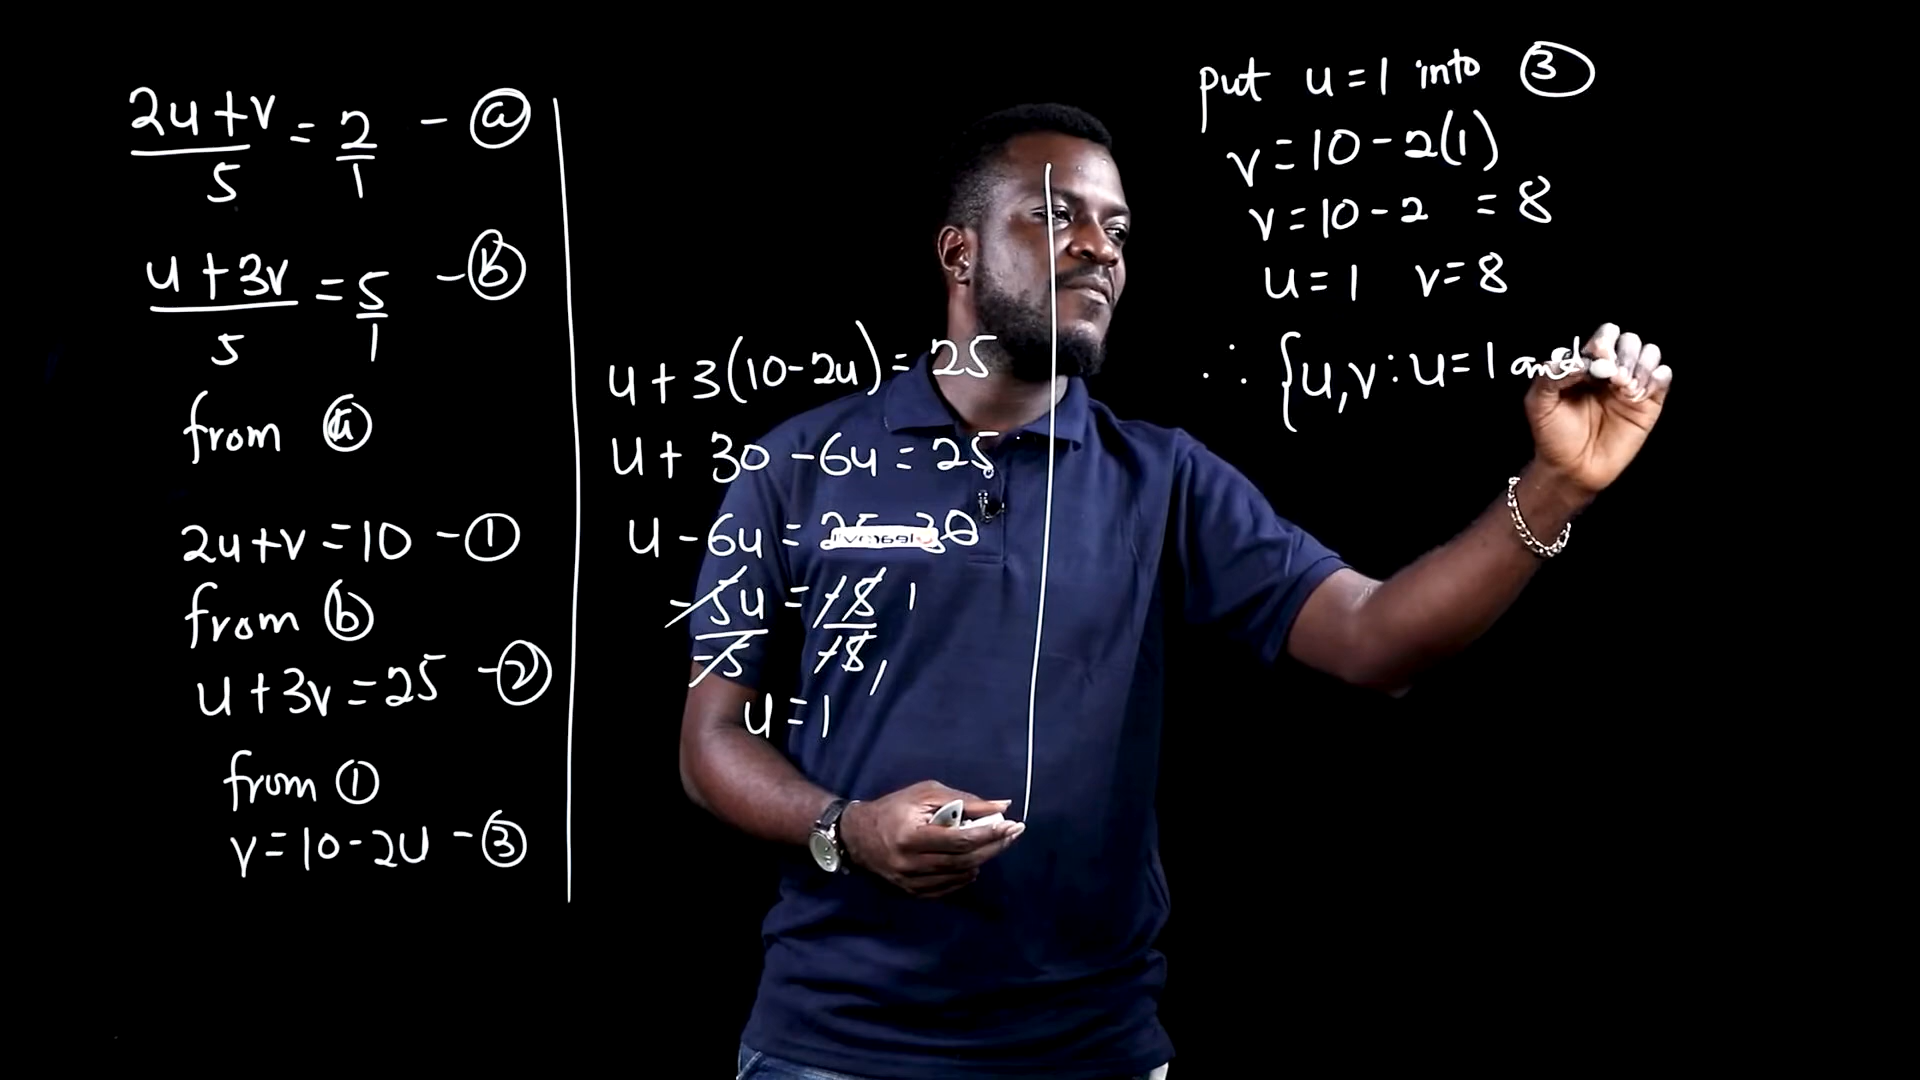 2u+v/5 = 2/1 - ⓐ
u+3v/5 = 5/1 - ⓑ
from ⓐ
2u+v=10 - ①
from ⓑ
u+3v=25 - ②
from ①
v=10-2u - ③
u+3(10-2u)=25
u+30-6u=25
u-6u=25-30
-5u/-5 = -5/-5 1 1
u=1
put u=1 into ③
v=10-2(1)
v=10-2 =8
u=1 v=8
∴ {u,v:u=1 and